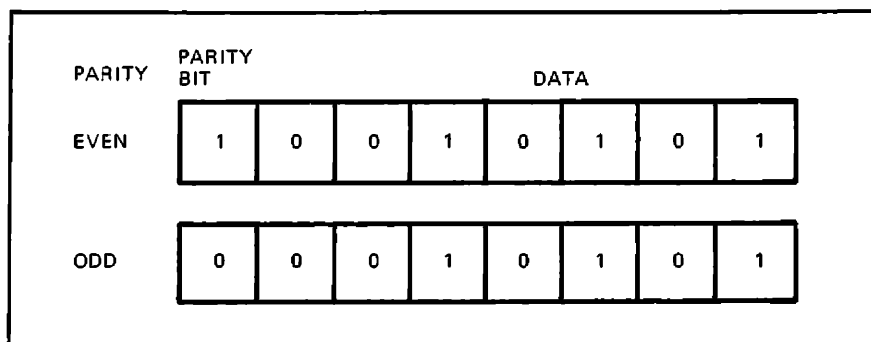 PARITY PARITY BIT DATA
EVEN 1 0 0 1 0 1 0 1
ODD 0 0 0 1 0 1 0 1